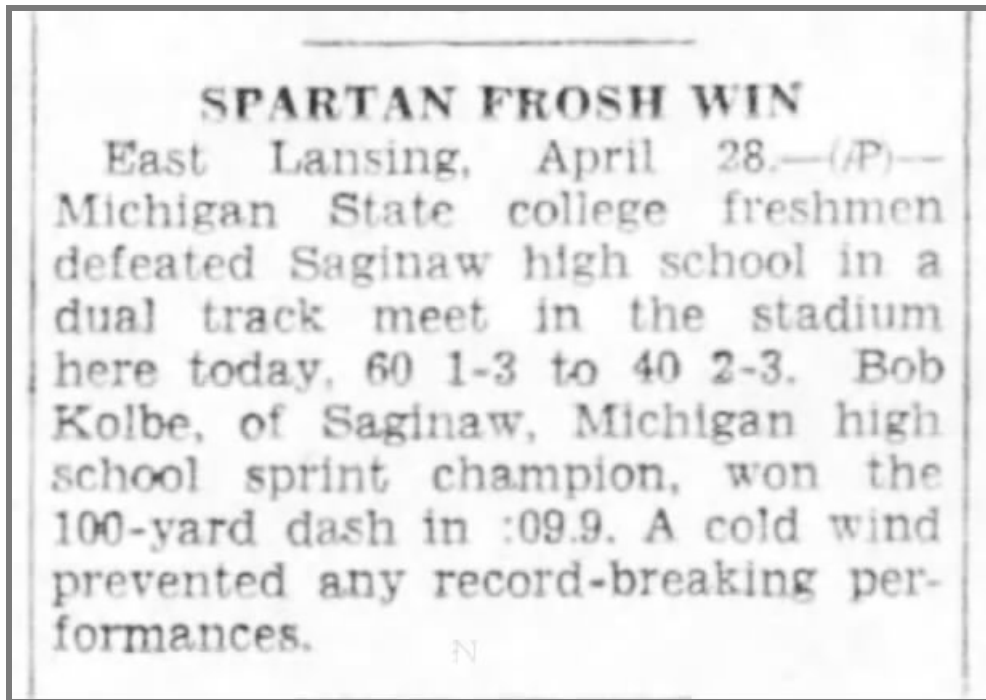 SPARTAN FROSH WIN
East Lansing, April 28.—(AP)—
Michigan State college freshmen
defeated Saginaw high school in a
dual track meet in the stadium
here today, 60 1-3 to 40 2-3. Bob
Kolbe, of Saginaw, Michigan high
school sprint champion, won the
100-yard dash in :09.9. A cold wind
prevented any record-breaking per-
formances.
N